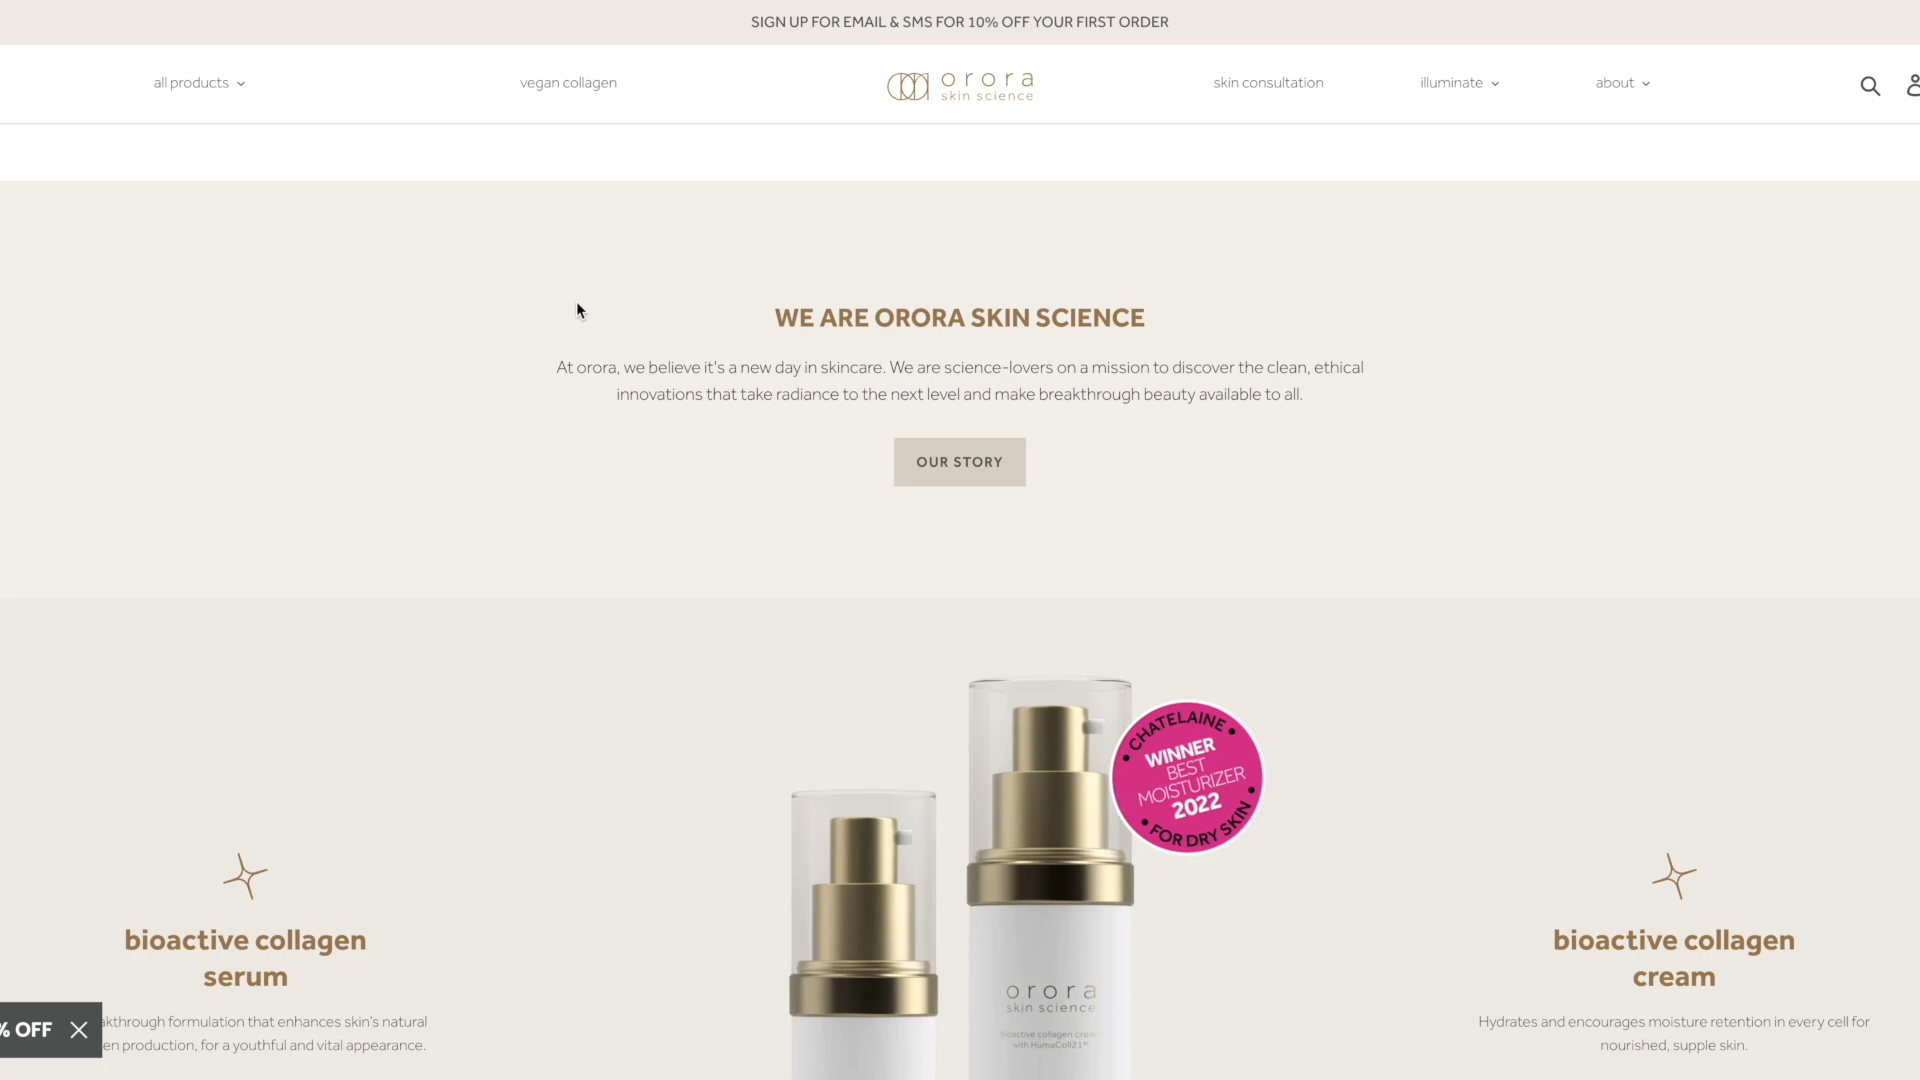 SIGN UP FOR EMAIL & SMS FOR 10% OFF YOUR FIRST ORDER
all products
vegan collagen
orora
skin science
skin consultation
illuminate
about
WE ARE ORORA SKIN SCIENCE
At orora, we believe it's a new day in skincare. We are science-lovers on a mission to discover the clean, ethical
innovations that take radiance to the next level and make breakthrough beauty available to all.
OUR STORY
CHATELAINE
WINNER
BEST
MOISTURIZER
2022
FOR DRY SKIN
bioactive collagen
serum
% OFF
formulation that enhances skin's natural
production, for a youthful and vital appearance.
orora
skin science
bioactive collagen
with HumaColl21®
bioactive collagen
cream
Hydrates and encourages moisture retention in every cell for
nourished, supple skin.